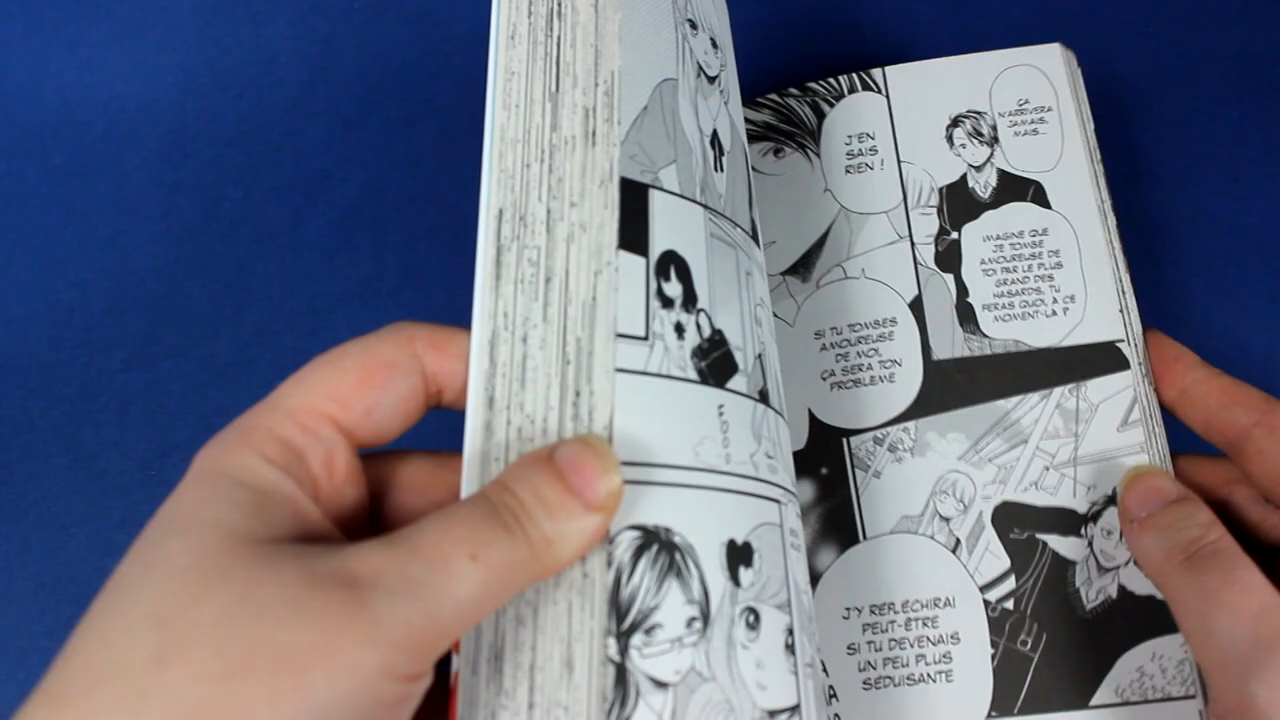 ÇA
N'ARRIVERA
JAMAIS,
MAIS...
IMAGINE QUE
JE TOMBE
AMOUREUSE DE
TOI PAR LE PLUS
GRAND DES
HASARDS, TU
FERAS QUOI, À CE
MOMENT-LÀ ?
J'EN
SAIS
RIEN !
SI TU TOMBES
AMOUREUSE
DE MOI,
ÇA SERA TON
PROBLÈME
J'Y RÉFLÉCHIRAI
PEUT-ÊTRE
SI TU DEVENAIS
UN PEU PLUS
SÉDUISANTE